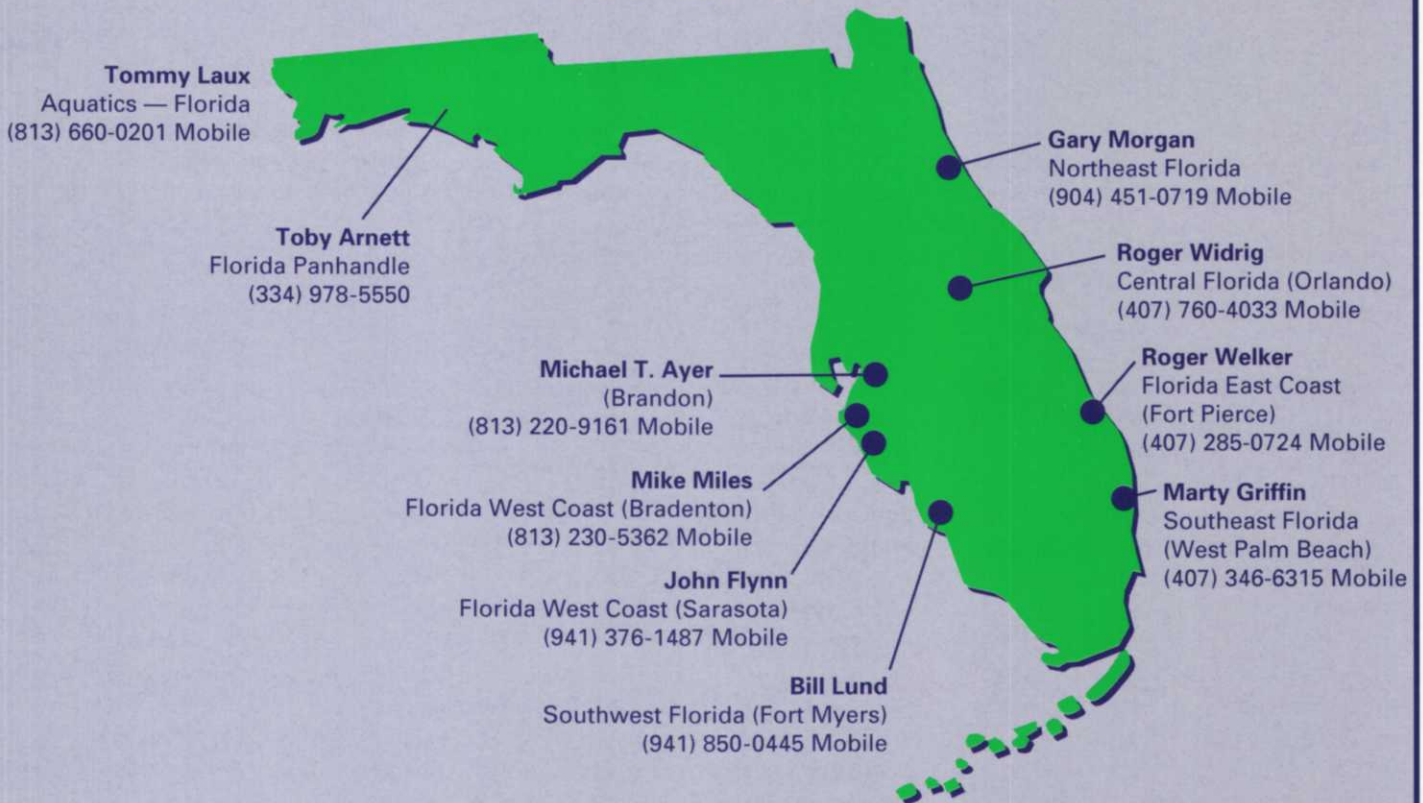 Tommy Laux
Aquatics — Florida
(813) 660-0201 Mobile
Toby Arnett
Florida Panhandle
(334) 978-5550
Gary Morgan
Northeast Florida
(904) 451-0719 Mobile
Roger Widrig
Central Florida (Orlando)
(407) 760-4033 Mobile
Michael T. Ayer
(Brandon)
(813) 220-9161 Mobile
Roger Welker
Florida East Coast
(Fort Pierce)
(407) 285-0724 Mobile
Mike Miles
Florida West Coast (Bradenton)
(813) 230-5362 Mobile
Marty Griffin
Southeast Florida
(West Palm Beach)
(407) 346-6315 Mobile
John Flynn
Florida West Coast (Sarasota)
(941) 376-1487 Mobile
Bill Lund
Southwest Florida (Fort Myers)
(941) 850-0445 Mobile